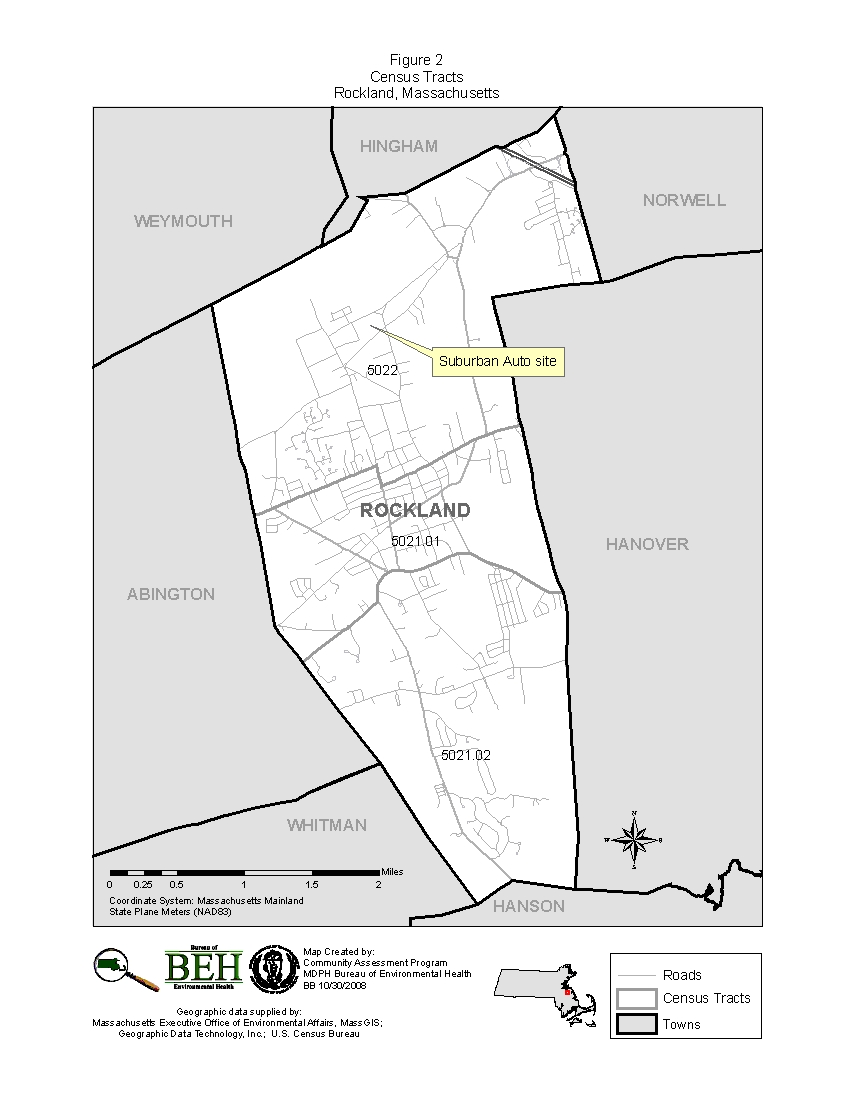 Figure 2
Census Tracts
Rockland, Massachusetts
HINGHAM
NORWELL
WEYMOUTH
Suburban Auto site
5022
ROCKLAND
5021.01
HANOVER
ABINGTON
5021.02
WHITMAN
N
W
E
S
Miles
0 0.25 0.5 1 1.5 2
Coordinate System: Massachusetts Mainland
State Plane Meters (NAD83)
HANSON
Bureau of
BEH
Environmental Health
Map Created by:
Community Assessment Program
MDPH Bureau of Environmental Health
BB 10/30/2008
Geographic data supplied by:
Massachusetts Executive Office of Environmental Affairs, MassGIS;
Geographic Data Technology, Inc.; U.S. Census Bureau
Roads
Census Tracts
Towns